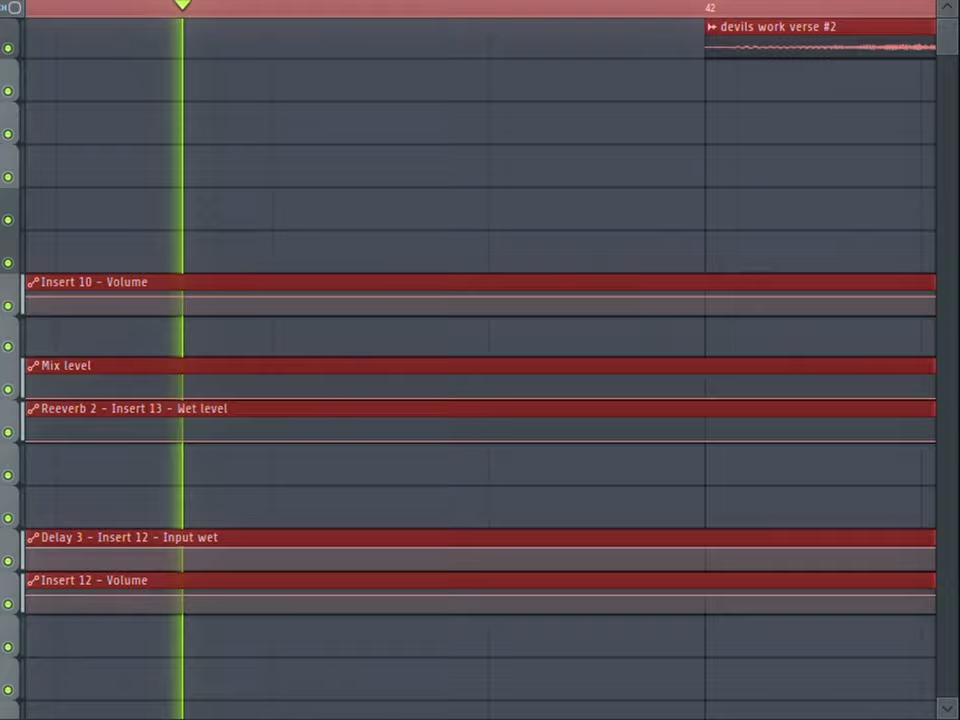 42
devils work verse #2
Insert 10 - Volume
Mix level
Reeverb 2 - Insert 13 - Wet level
Delay 3 - Insert 12 - Input wet
Insert 12 - Volume